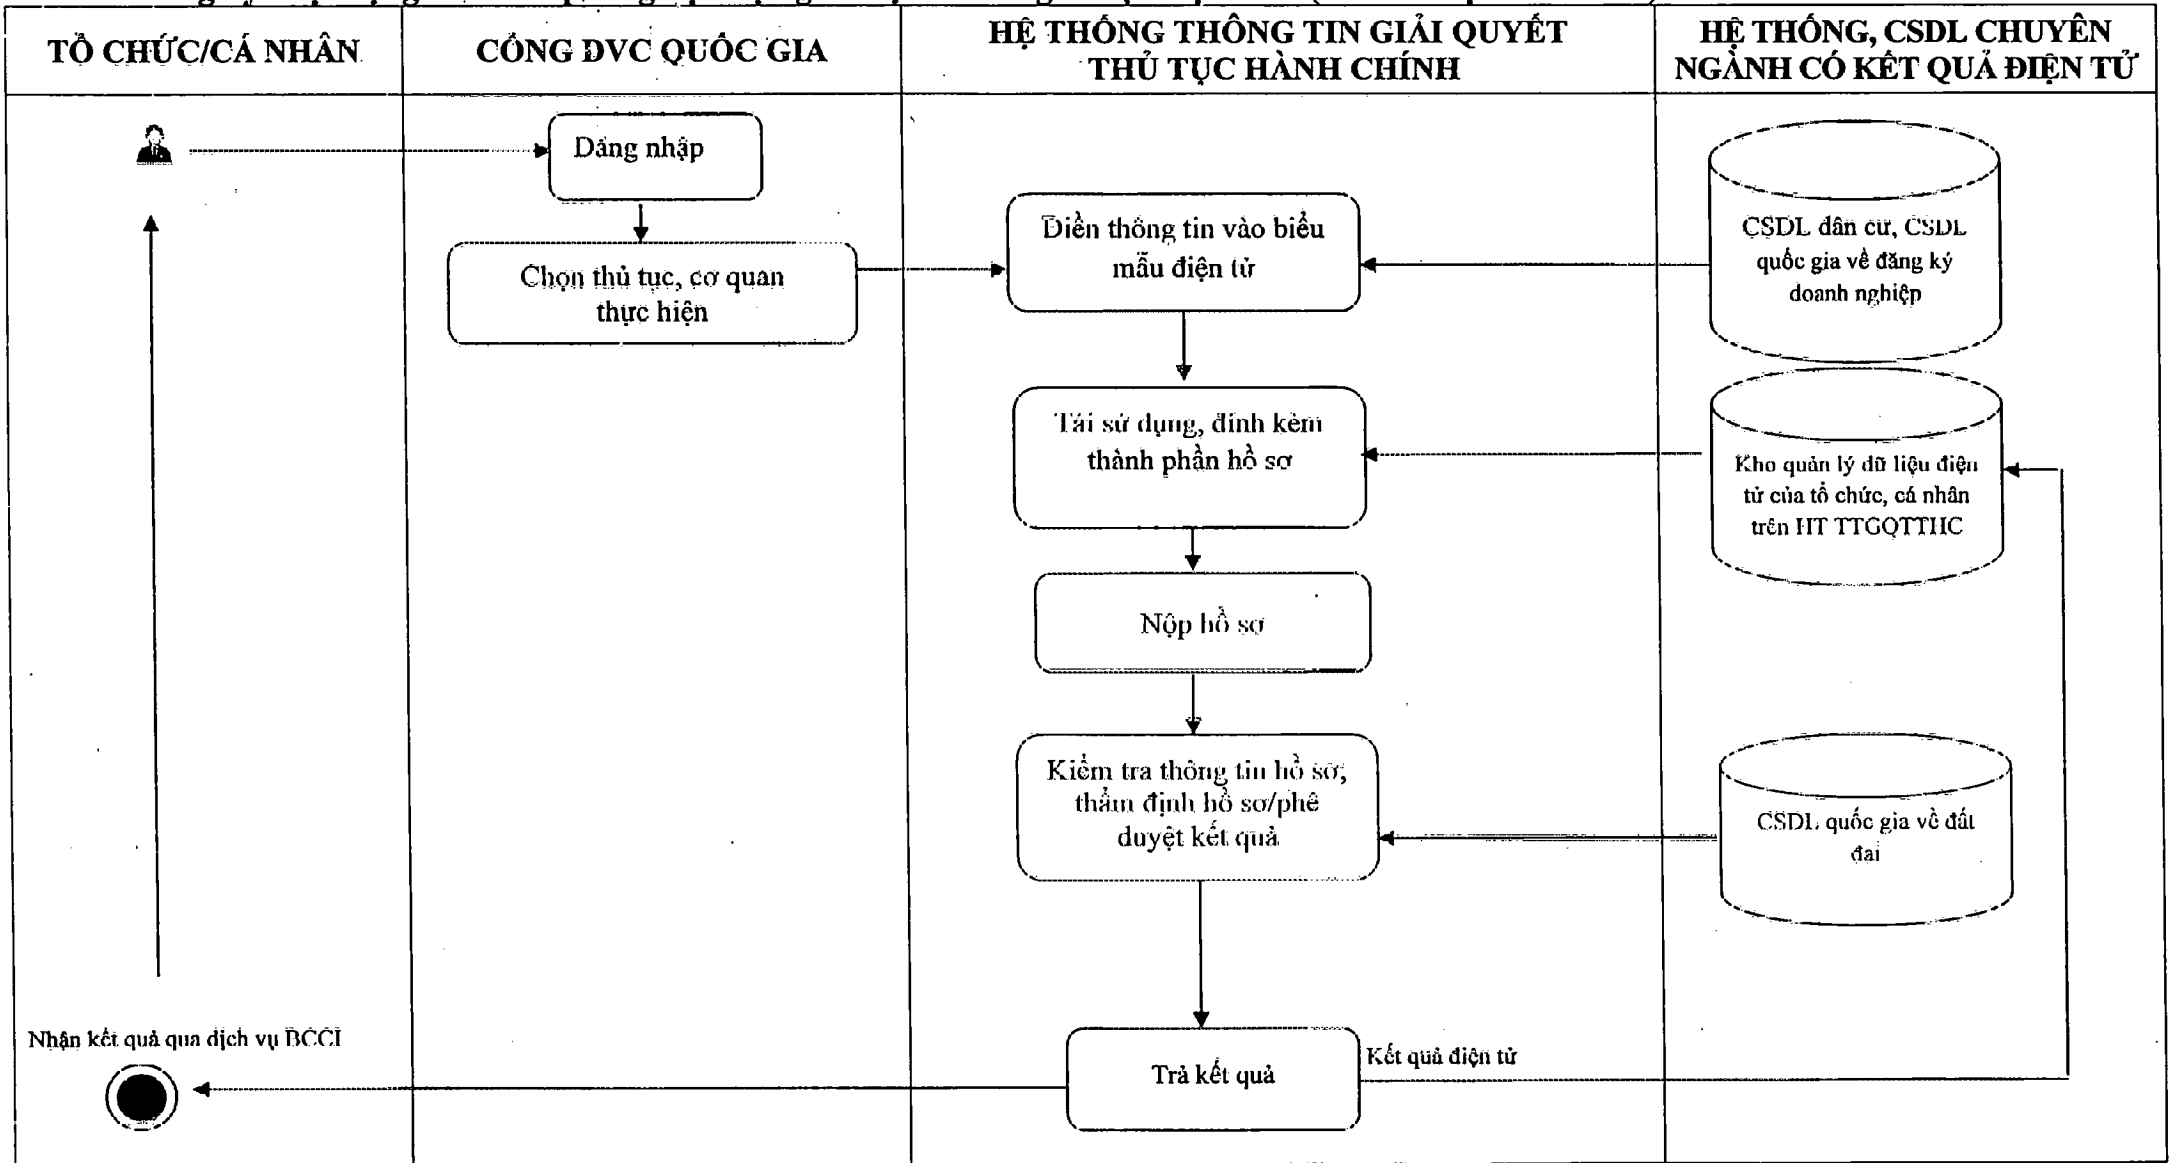 TỔ CHỨC/CÁ NHÂN
CỔNG DVC QUỐC GIA
HỆ THỐNG THÔNG TIN GIẢI QUYẾT
THỦ TỤC HÀNH CHÍNH
HỆ THỐNG, CSDL CHUYÊN
NGÀNH CÓ KẾT QUẢ ĐIỆN TỬ
Đăng nhập
Chọn thủ tục, cơ quan
thực hiện
Điền thông tin vào biểu
mẫu điện tử
CSDL dân cư, CSDL
quốc gia về đăng ký
doanh nghiệp
Tái sử dụng, đính kèm
thành phần hồ sơ
Kho quản lý dữ liệu điện
tử của tổ chức, cá nhân
trên HT TTGQTTHC
Nộp hồ sơ
Kiểm tra thông tin hồ sơ,
thẩm định hồ sơ/phê
duyệt kết quả
CSDL quốc gia về đất
đai
Nhận kết quả qua dịch vụ BCCI
Trả kết quả
Kết quả điện tử